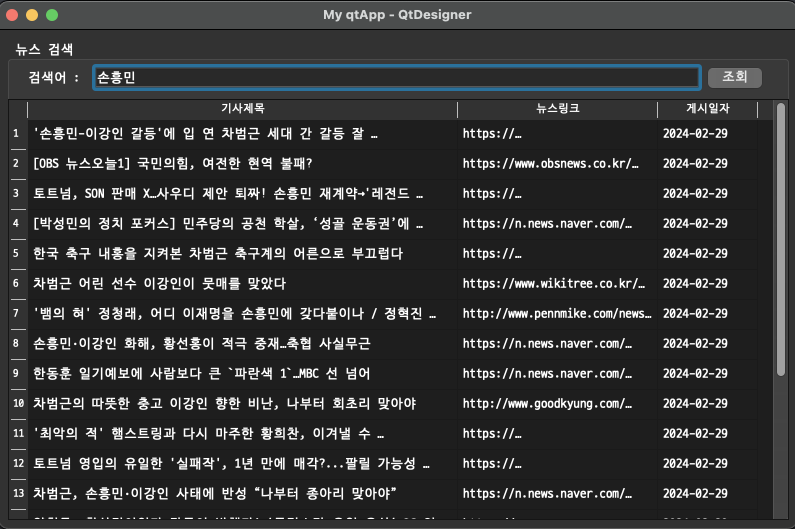 My qtApp - QtDesigner
뉴스 검색
검색어 : 손흥민 조회
기사제목 뉴스링크 게시일자
1 '손흥민-이강인 갈등'에 입 연 차범근 세대 간 갈등 잘 … https://… 2024-02-29
2 [OBS 뉴스오늘1] 국민의힘, 여전한 현역 불패? https://www.obsnews.co.kr/… 2024-02-29
3 토트넘, SON 판매 X…사우디 제안 퇴짜! 손흥민 재계약→'레전드 … https://… 2024-02-29
4 [박성민의 정치 포커스] 민주당의 공천 학살, ‘성골 운동권’에 … https://n.news.naver.com/… 2024-02-29
5 한국 축구 내홍을 지켜본 차범근 축구계의 어른으로 부끄럽다 https://… 2024-02-29
6 차범근 어린 선수 이강인이 뭇매를 맞았다 https://www.wikitree.co.kr/… 2024-02-29
7 '뱀의 혀' 정청래, 어디 이재명을 손흥민에 갖다붙이나 / 정혁진 … http://www.pennmike.com/news… 2024-02-29
8 손흥민·이강인 화해, 황선홍이 적극 중재…축협 사실무근 https://n.news.naver.com/… 2024-02-29
9 한동훈 일기예보에 사람보다 큰 `파란색 1`…MBC 선 넘어 https://n.news.naver.com/… 2024-02-29
10 차범근의 따뜻한 충고 이강인 향한 비난, 나부터 회초리 맞아야 http://www.goodkyung.com/… 2024-02-29
11 '최악의 적' 햄스트링과 다시 마주한 황희찬, 이겨낼 수 … https://… 2024-02-29
12 토트넘 영입의 유일한 '실패작', 1년 만에 매각?...팔릴 가능성 … https://… 2024-02-29
13 차범근, 손흥민·이강인 사태에 반성 “나부터 종아리 맞아야” https://n.news.naver.com/… 2024-02-29